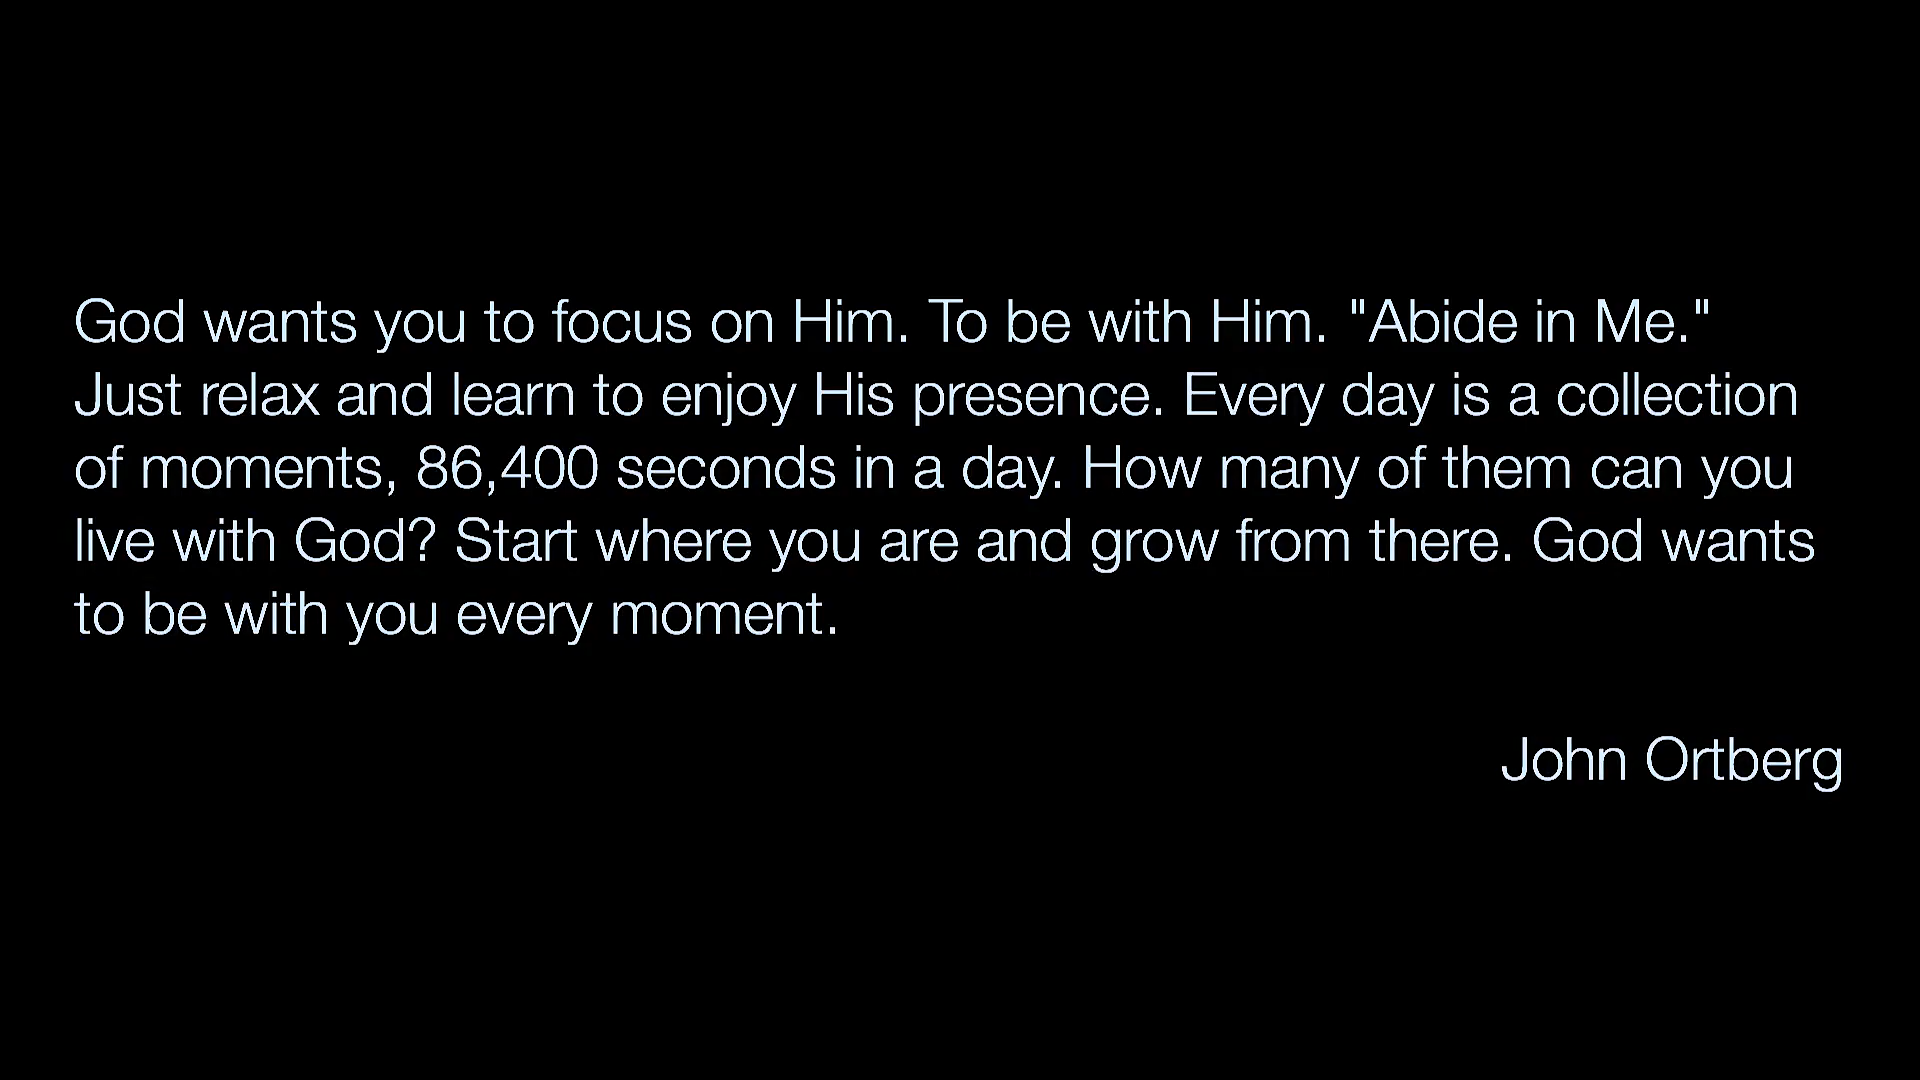 God wants you to focus on Him. To be with Him. "Abide in Me."
Just relax and learn to enjoy His presence. Every day is a collection
of moments, 86,400 seconds in a day. How many of them can you
live with God? Start where you are and grow from there. God wants
to be with you every moment.
John Ortberg